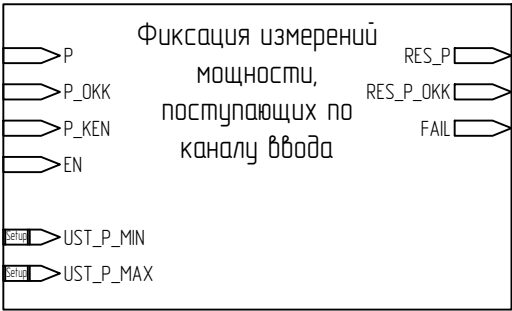 Фиксация измерений
мощности,
поступающих по
каналу ввода
P
P_OKK
P_KEN
EN
Setup UST_P_MIN
Setup UST_P_MAX
RES_P
RES_P_OKK
FAIL